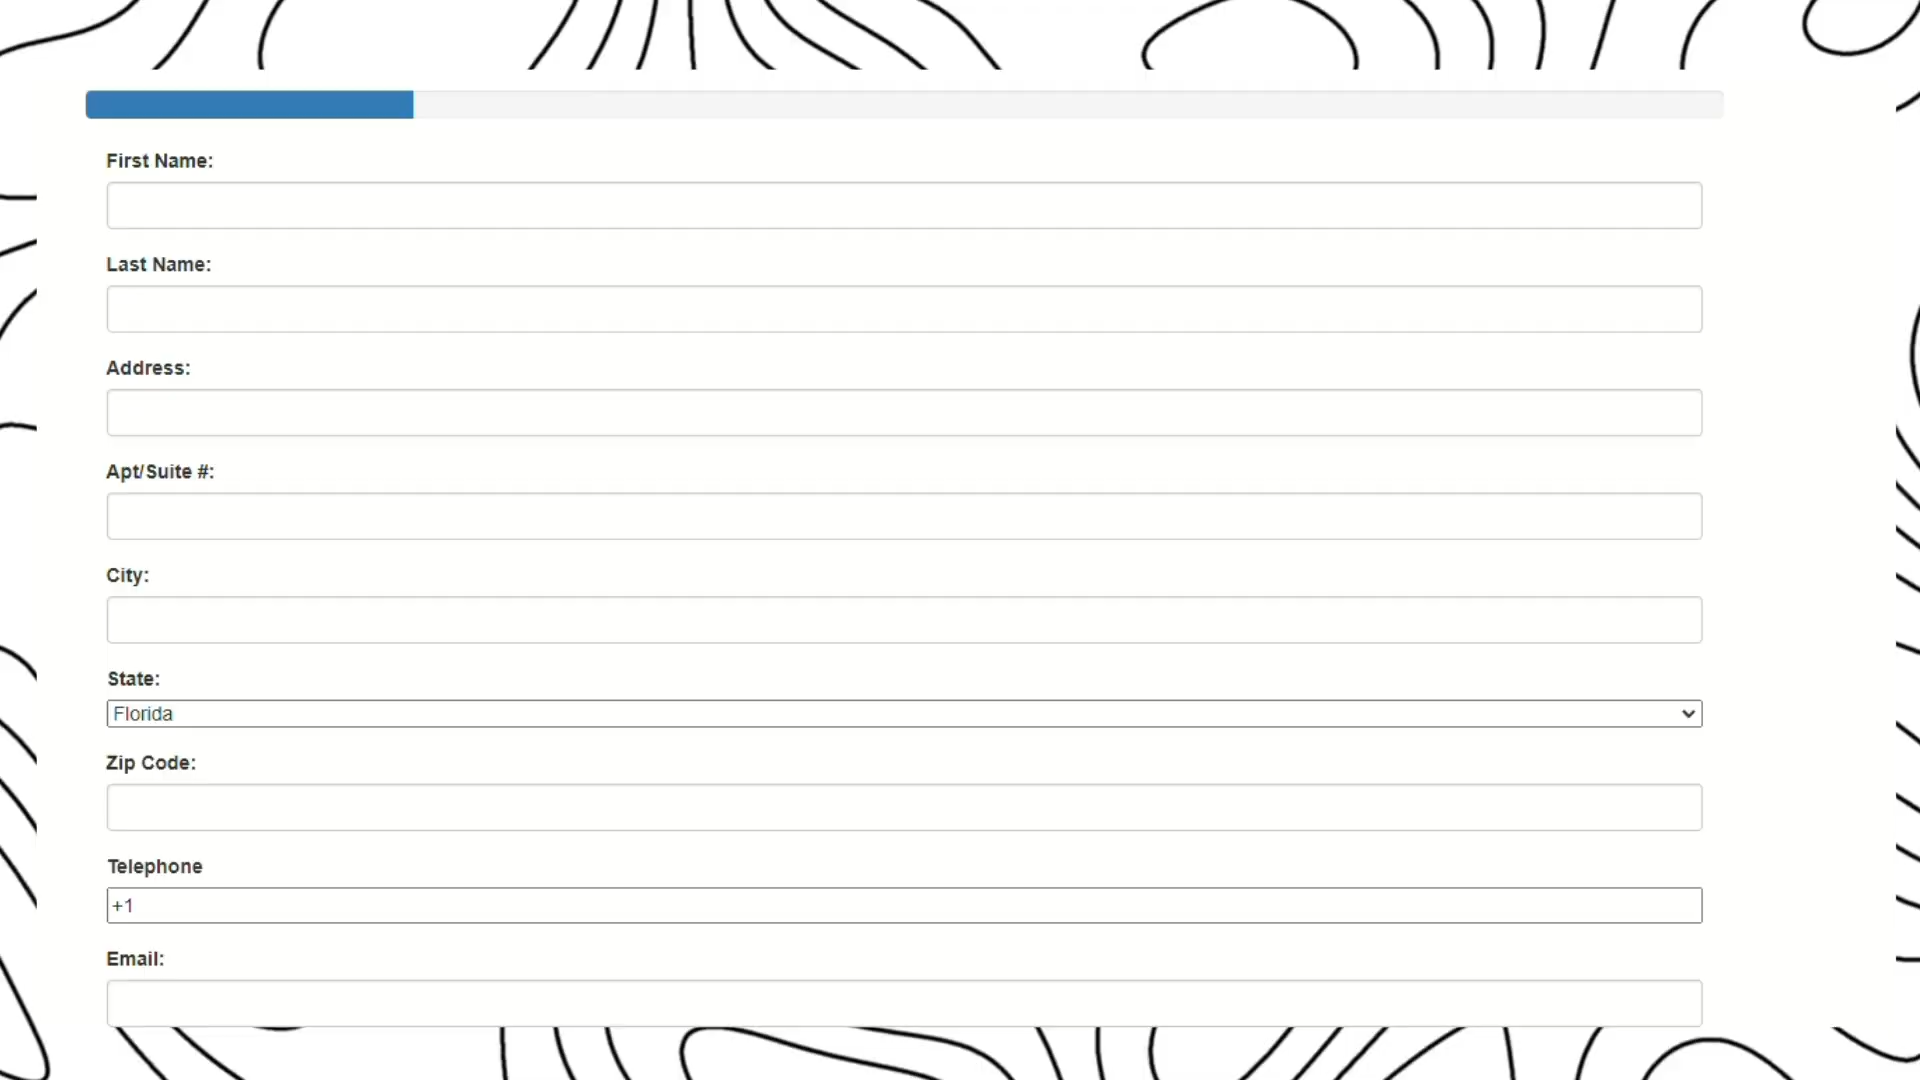 First Name:
Last Name:
Address:
Apt/Suite #:
City:
State:
Florida
Zip Code:
Telephone
+1
Email: